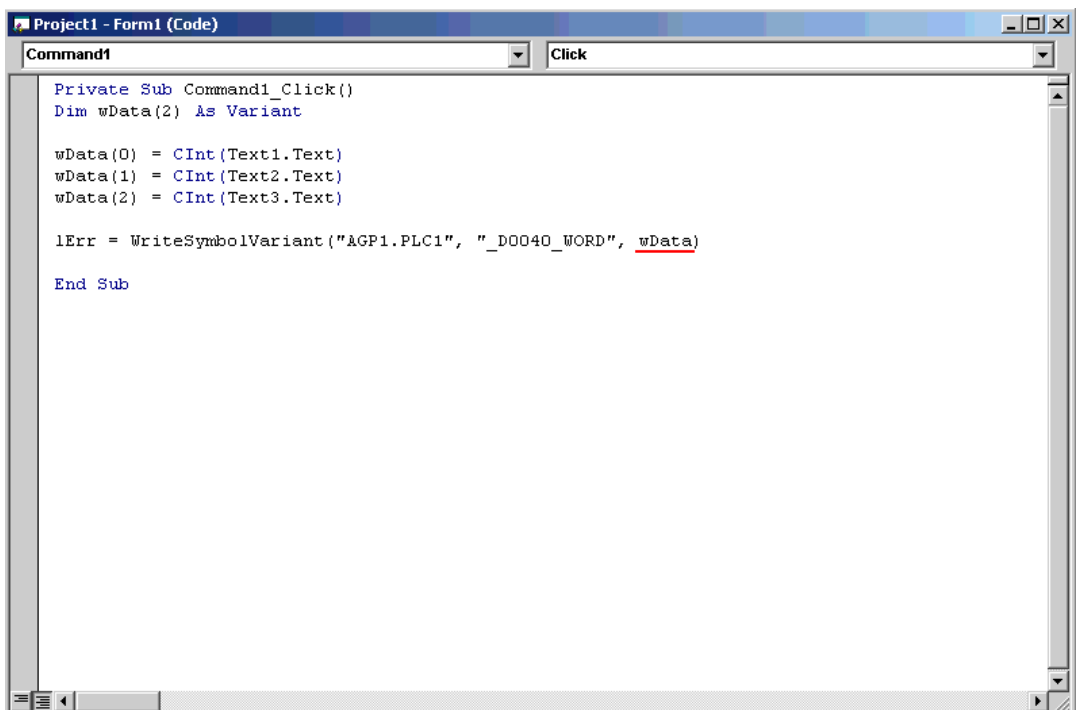 Project1 - Form1 (Code)
Command1 Click
Private Sub Command1_Click()
Dim wData(2) As Variant
wData(0) = CInt(Text1.Text)
wData(1) = CInt(Text2.Text)
wData(2) = CInt(Text3.Text)
lErr = WriteSymbolVariant("AGP1.PLC1", "_D0040_WORD", wData)
End Sub